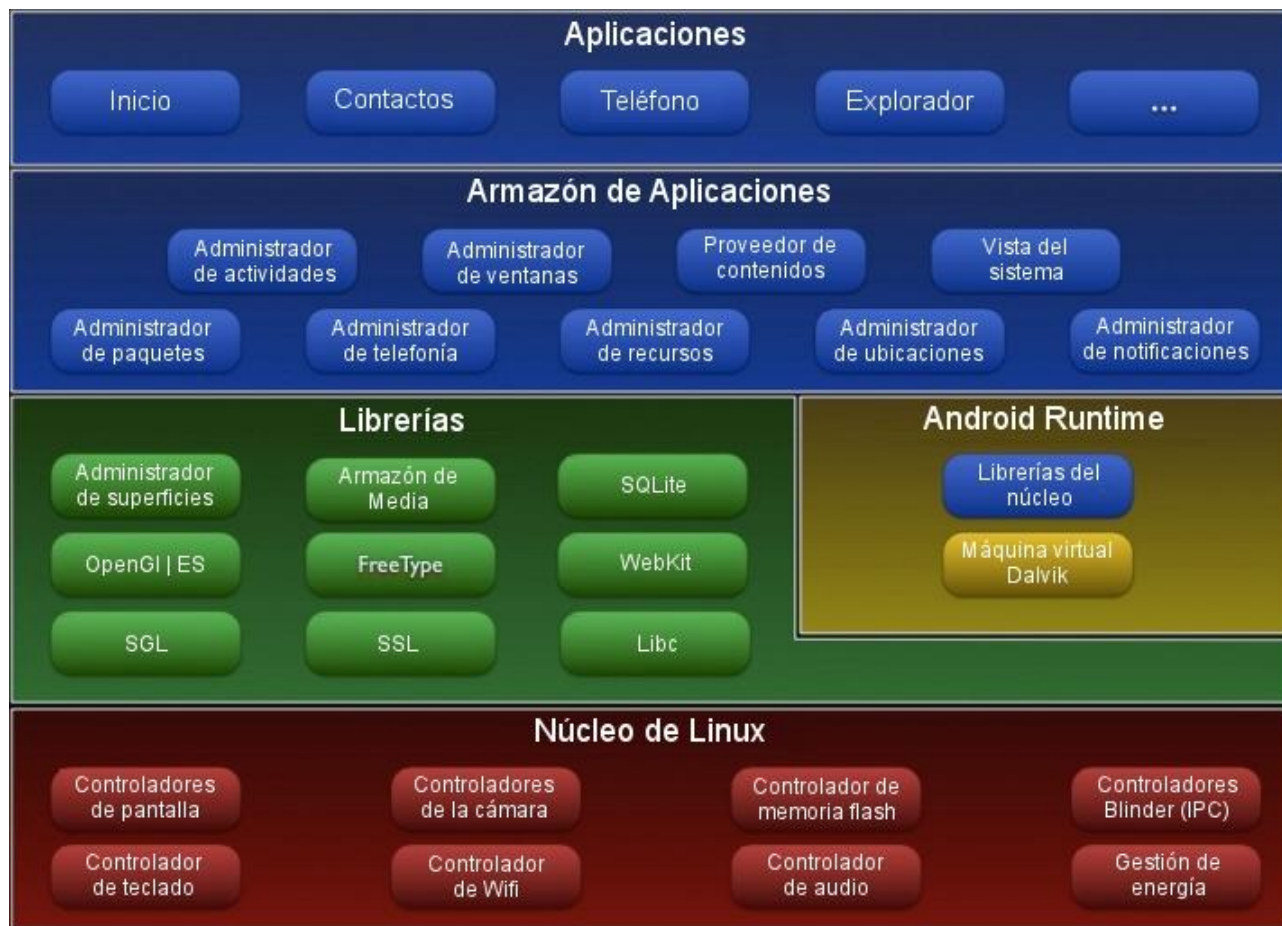 Aplicaciones
Inicio
Contactos
Teléfono
Explorador
...
Armazón de Aplicaciones
Administrador
de actividades
Administrador
de ventanas
Proveedor de
contenidos
Vista del
sistema
Administrador
de paquetes
Administrador
de telefonía
Administrador
de recursos
Administrador
de ubicaciones
Administrador
de notificaciones
Librerías
Administrador
de superficies
Armazón de
Media
SQLite
OpenGl | ES
FreeType
WebKit
SGL
SSL
Libc
Android Runtime
Librerías del
núcleo
Máquina virtual
Dalvik
Núcleo de Linux
Controladores
de pantalla
Controladores
de la cámara
Controlador de
memoria flash
Controladores
Blinder (IPC)
Controlador
de teclado
Controlador
de Wifi
Controlador
de audio
Gestión de
energía